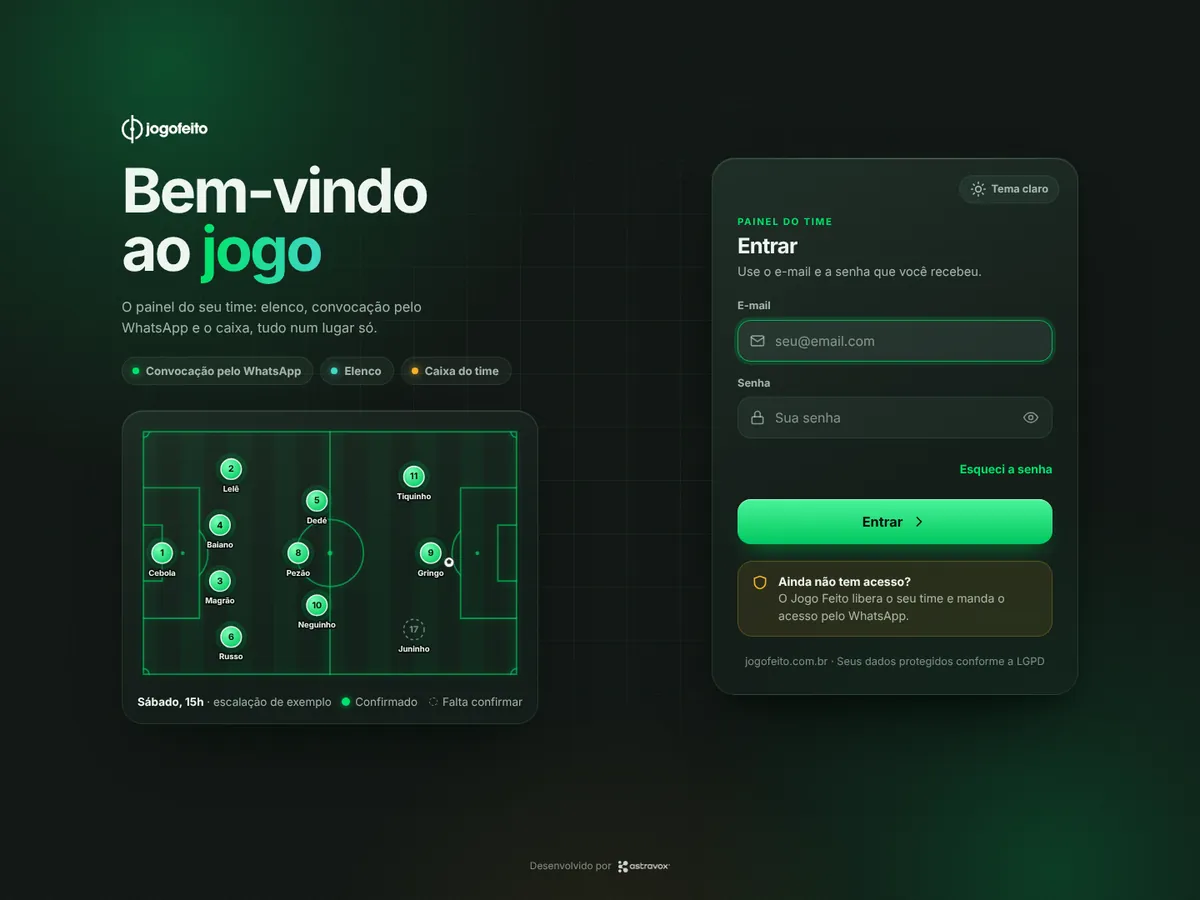 jogofeito
Bem-vindo
ao jogo
O painel do seu time: elenco, convocação pelo
WhatsApp e o caixa, tudo num lugar só.
Convocação pelo WhatsApp
Elenco
Caixa do time
2
Lelê
11
Tiquinho
5
Dedé
4
Baiano
1
Cebola
8
Pezão
9
Gringo
3
Magrão
10
Neguinho
17
Juninho
6
Russo
Sábado, 15h · escalação de exemplo
Confirmado
Falta confirmar
Tema claro
PAINEL DO TIME
Entrar
Use o e-mail e a senha que você recebeu.
E-mail
seu@email.com
Senha
Sua senha
Esqueci a senha
Entrar
Ainda não tem acesso?
O Jogo Feito libera o seu time e manda o
acesso pelo WhatsApp.
jogofeito.com.br · Seus dados protegidos conforme a LGPD
Desenvolvido por astravox